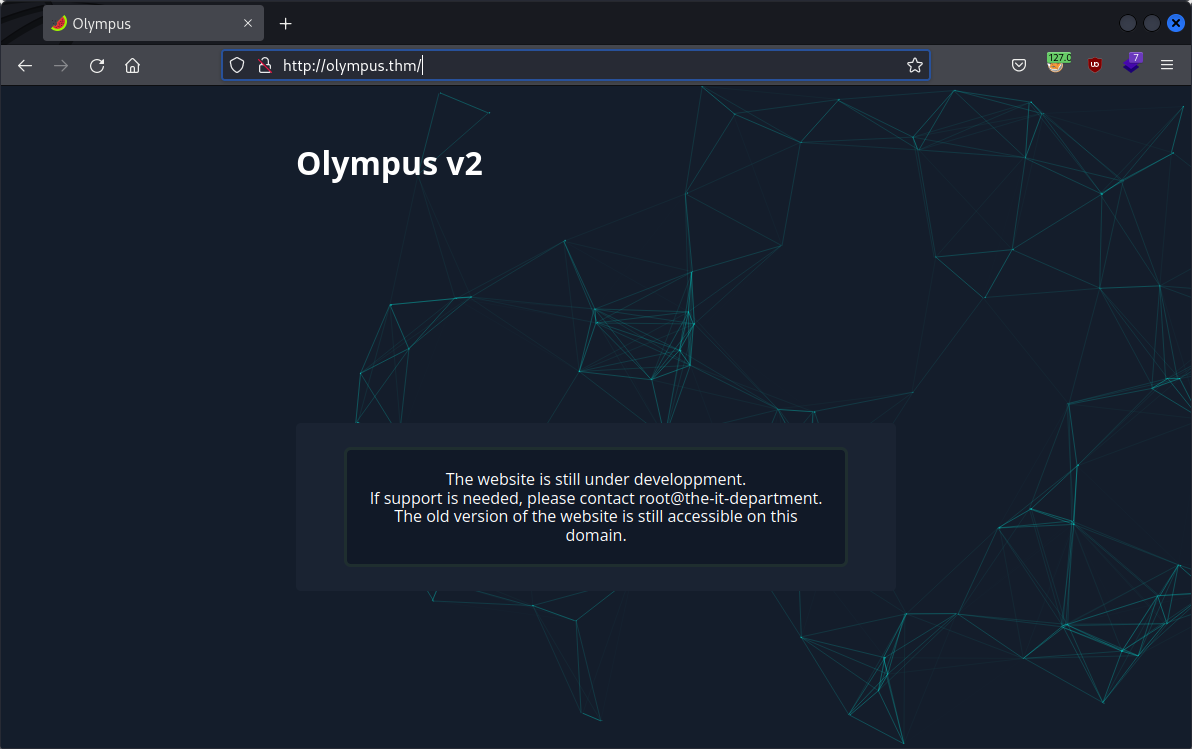 Olympus
http://olympus.thm/
127.0
7
Olympus v2
The website is still under developpment.
If support is needed, please contact root@the-it-department.
The old version of the website is still accessible on this
domain.